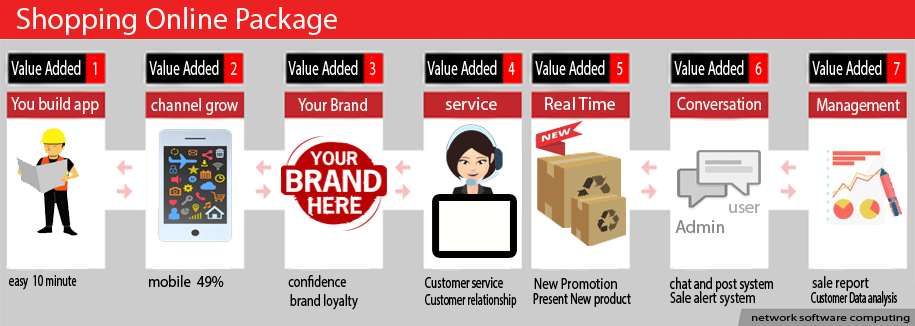 Shopping Online Package
Value Added 1
You build app
easy 10 minute
Value Added 2
channel grow
mobile 49%
Value Added 3
Your Brand
YOUR
BRAND
HERE
confidence
brand loyalty
Value Added 4
service
Customer service
Customer relationship
Value Added 5
Real Time
NEW
New Promotion
Present New product
Value Added 6
Conversation
user
Admin
chat and post system
Sale alert system
Value Added 7
Management
sale report
Customer Data analysis
network software computing